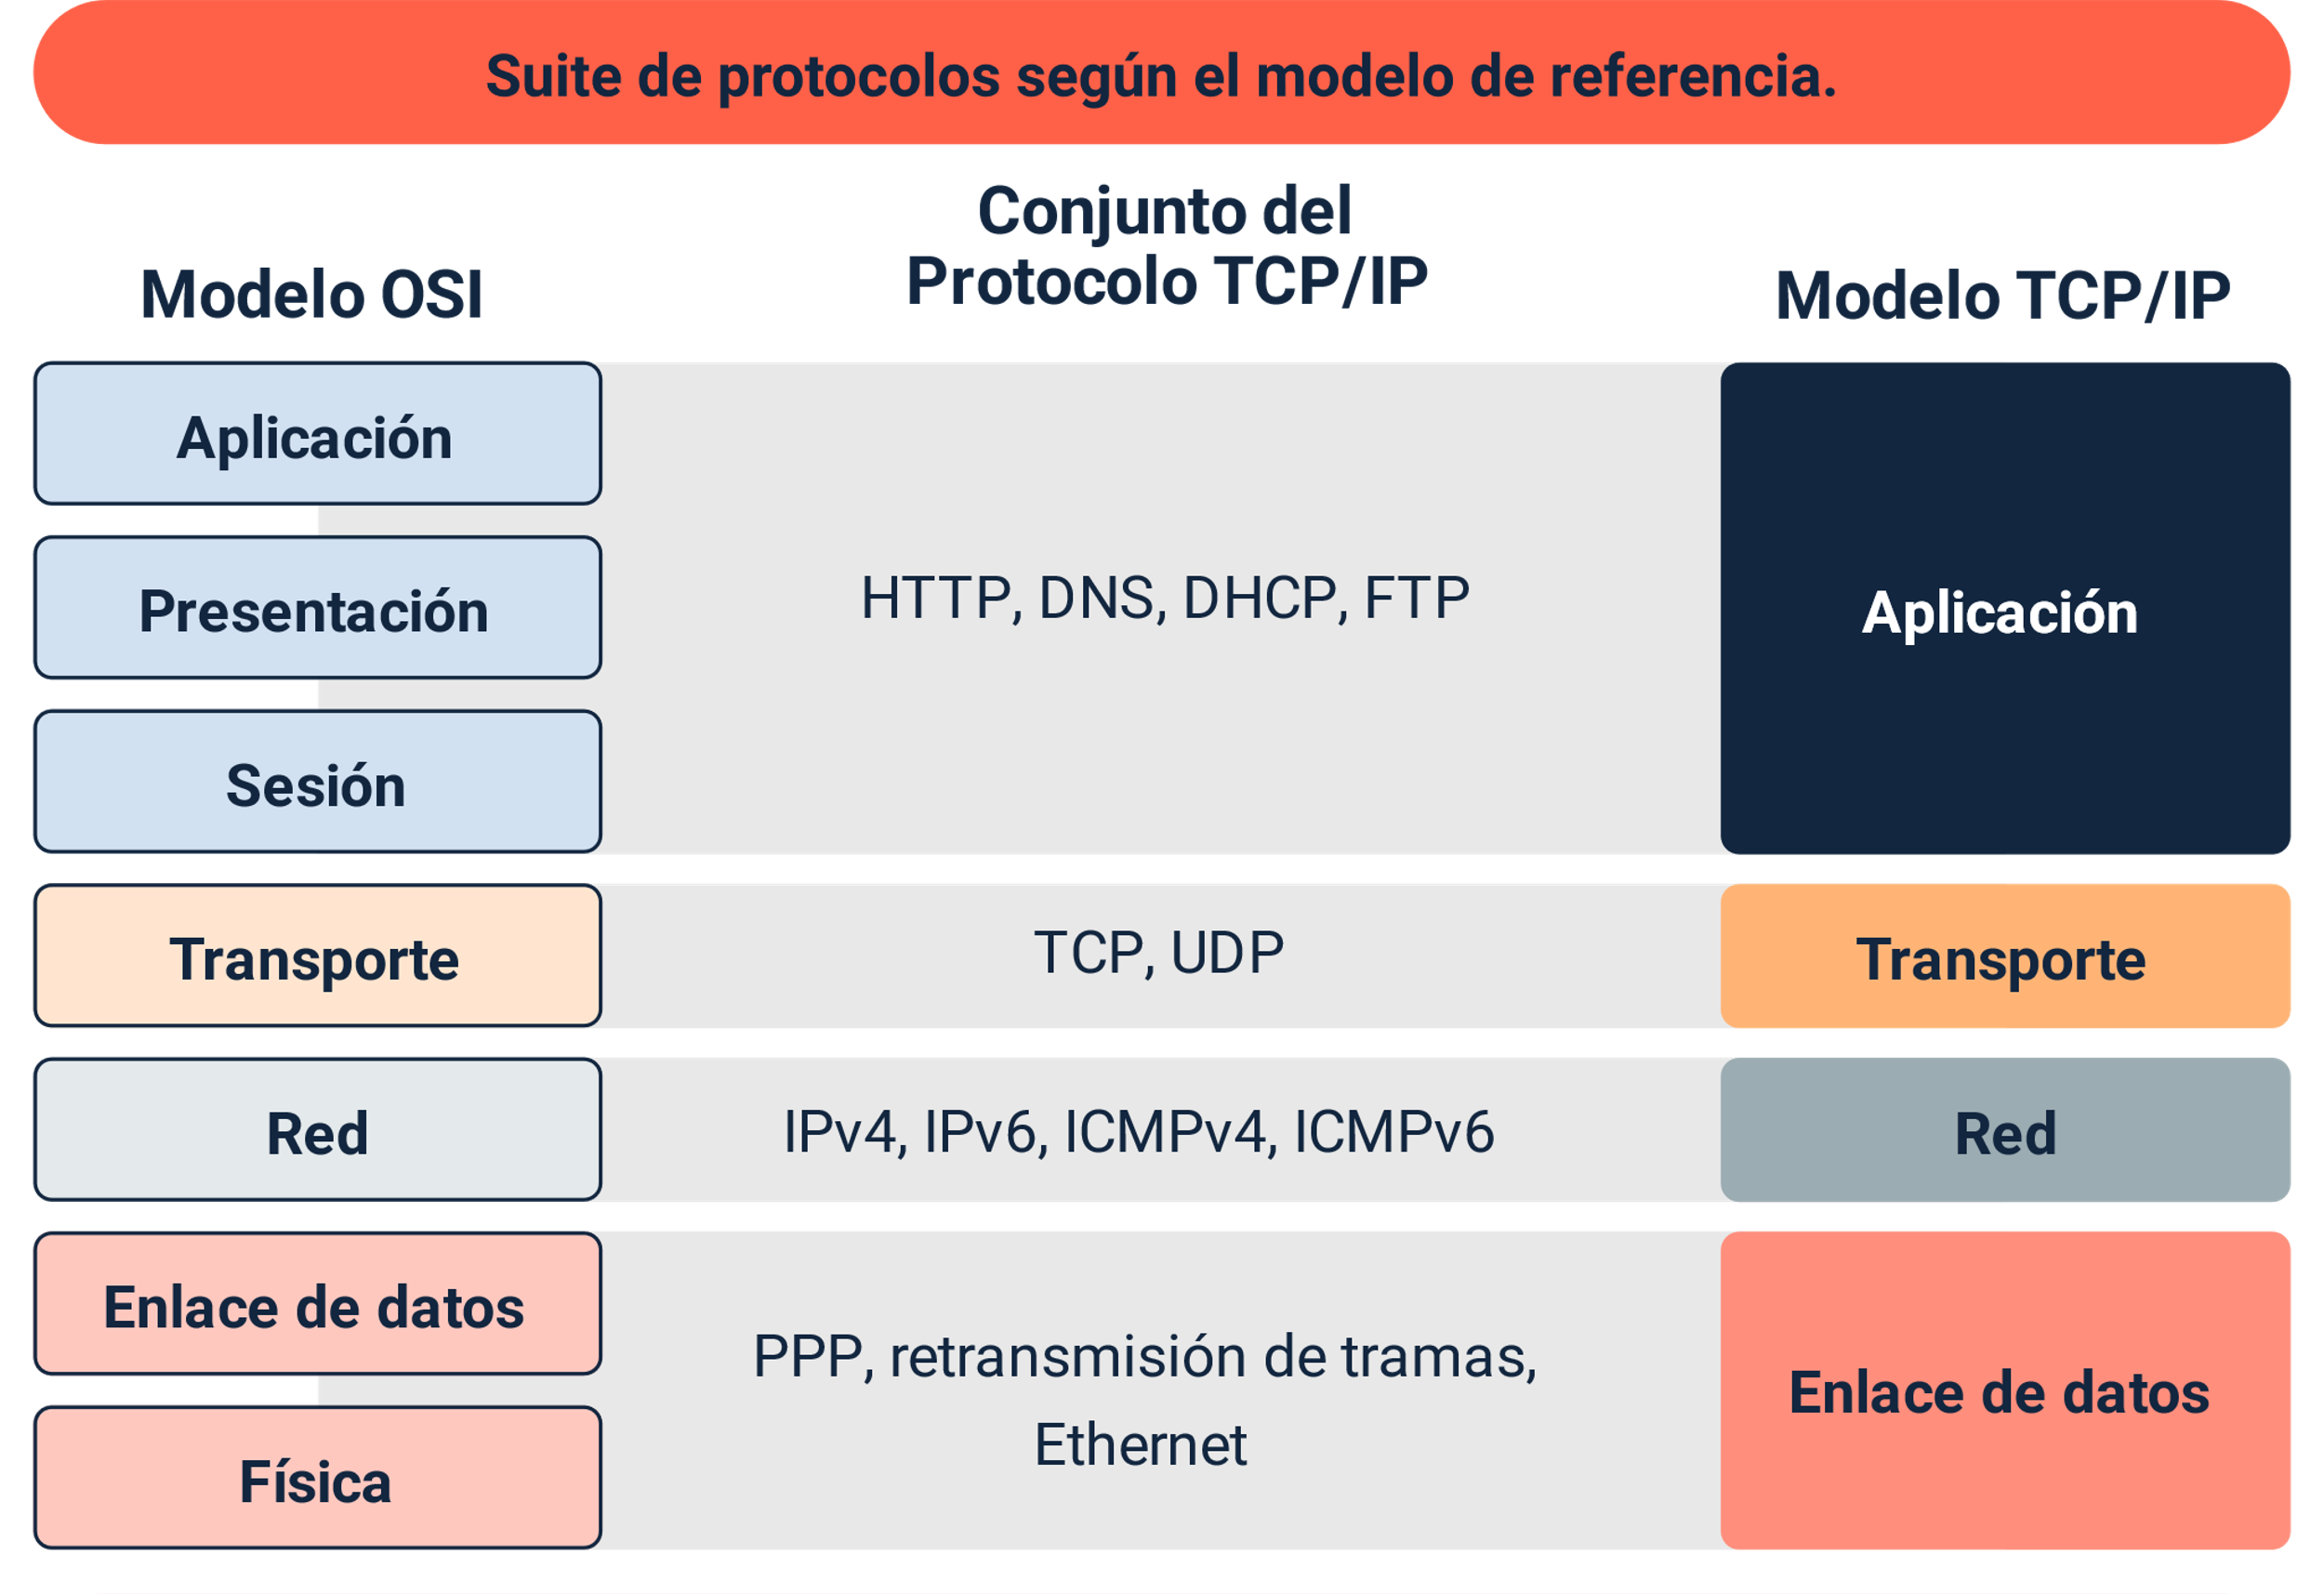 Suite de protocolos según el modelo de referencia.
Modelo OSI
Conjunto del
Protocolo TCP/IP
Modelo TCP/IP
Aplicación
Presentación
Sesión
HTTP, DNS, DHCP, FTP
Aplicación
Transporte
TCP, UDP
Transporte
Red
IPv4, IPv6, ICMPv4, ICMPv6
Red
Enlace de datos
Física
PPP, retransmisión de tramas,
Ethernet
Enlace de datos